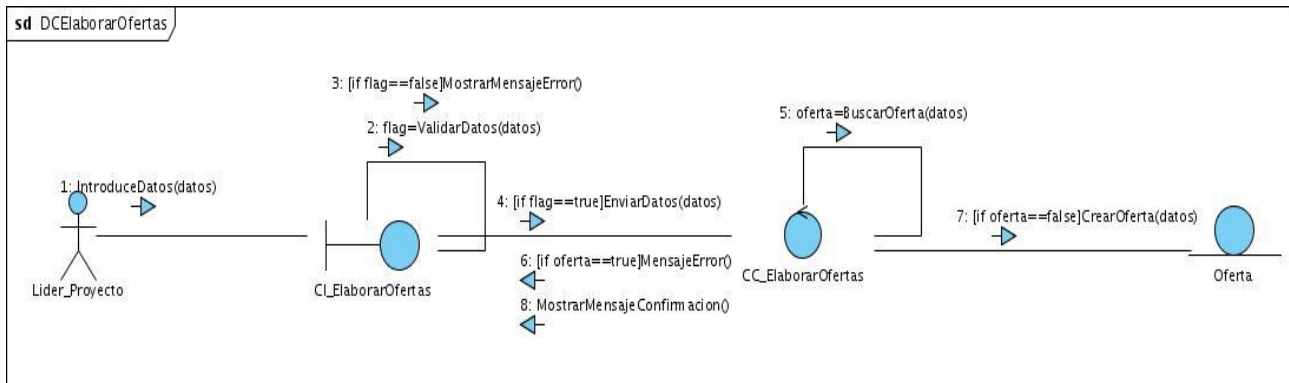 sd DCElaborarOfertas
3: [if flag==false]MostrarMensajeError()
2: flag=ValidarDatos(datos)
5: oferta=BuscarOferta(datos)
1: IntroduceDatos(datos)
4: [if flag==true]EnviarDatos(datos)
7: [if oferta==false]CrearOferta(datos)
6: [if oferta==true]MensajeError()
8: MostrarMensajeConfirmacion()
Lider_Proyecto
CI_ElaborarOfertas
CC_ElaborarOfertas
Oferta